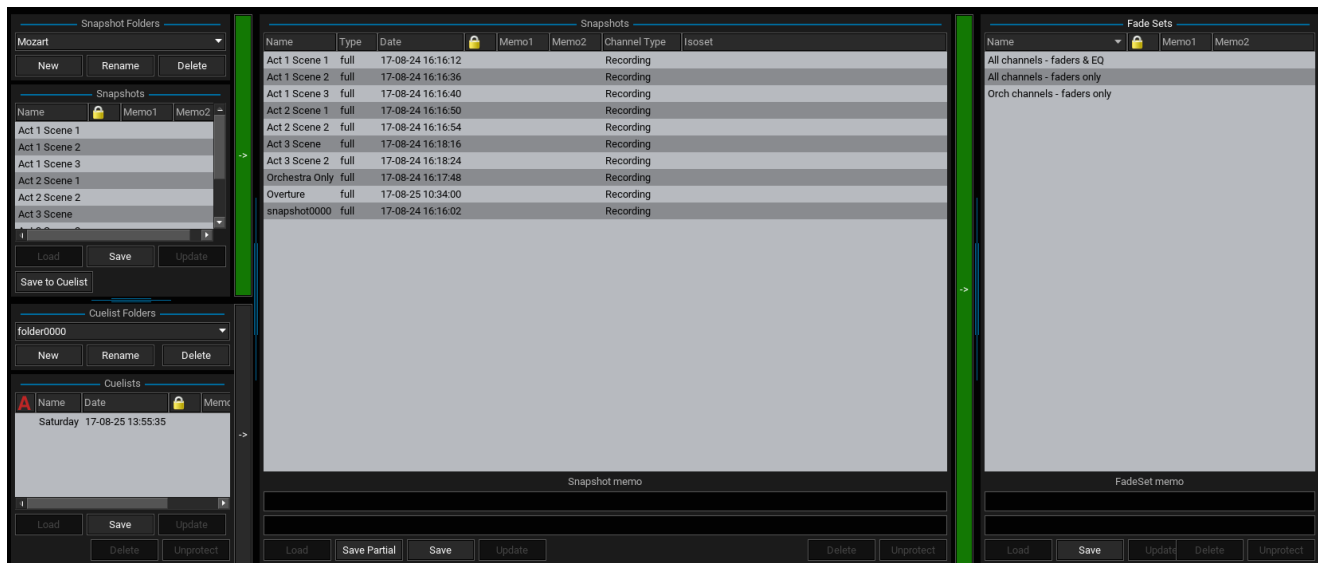 Snapshot Folders
Mozart
New Rename Delete
Snapshots
Name Memo1 Memo2
Act 1 Scene 1
Act 1 Scene 2
Act 1 Scene 3
Act 2 Scene 1
Act 2 Scene 2
Act 3 Scene
Load Save Update
Save to Cuelist
->
Cuelist Folders
folder0000
New Rename Delete
Cuelists
A Name Date Memo
Saturday 17-08-25 13:55:35
Load Save Update
Delete Unprotect
->
Snapshots
Name Type Date Memo1 Memo2 Channel Type Isoset
Act 1 Scene 1 full 17-08-24 16:16:12 Recording
Act 1 Scene 2 full 17-08-24 16:16:36 Recording
Act 1 Scene 3 full 17-08-24 16:16:40 Recording
Act 2 Scene 1 full 17-08-24 16:16:50 Recording
Act 2 Scene 2 full 17-08-24 16:16:54 Recording
Act 3 Scene full 17-08-24 16:18:16 Recording
Act 3 Scene 2 full 17-08-24 16:18:24 Recording
Orchestra Only full 17-08-24 16:17:48 Recording
Overture full 17-08-25 10:34:00 Recording
snapshot0000 full 17-08-24 16:16:02 Recording
Snapshot memo
Load Save Partial Save Update Delete Unprotect
->
Fade Sets
Name Memo1 Memo2
All channels - faders & EQ
All channels - faders only
Orch channels - faders only
FadeSet memo
Load Save Update Delete Unprotect